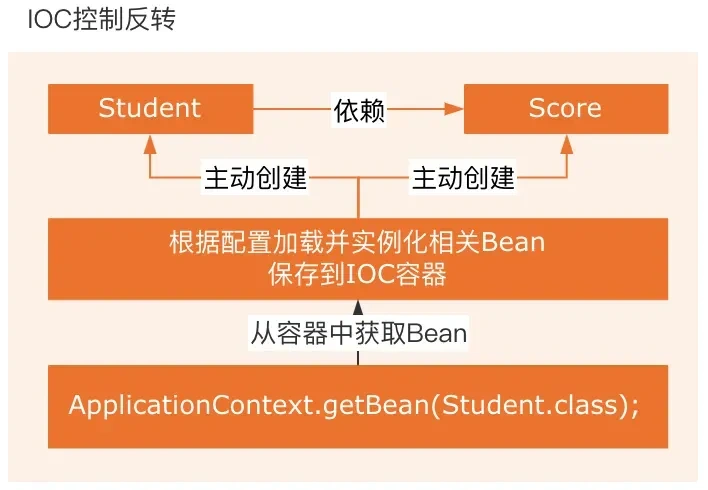 IOC控制反转
Student
依赖
Score
主动创建
主动创建
根据配置加载并实例化相关Bean
保存到IOC容器
从容器中获取Bean
ApplicationContext.getBean(Student.class);